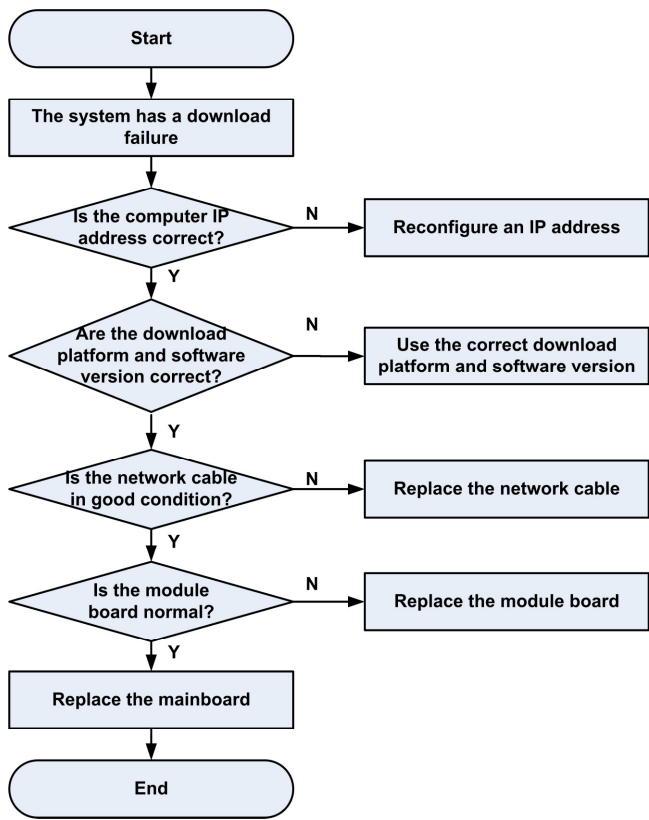 Start
The system has a download
failure
Is the computer IP
address correct?
N
Reconfigure an IP address
Y
Are the download
platform and software
version correct?
N
Use the correct download
platform and software version
Y
Is the network cable
in good condition?
N
Replace the network cable
Y
Is the module
board normal?
N
Replace the module board
Y
Replace the mainboard
End